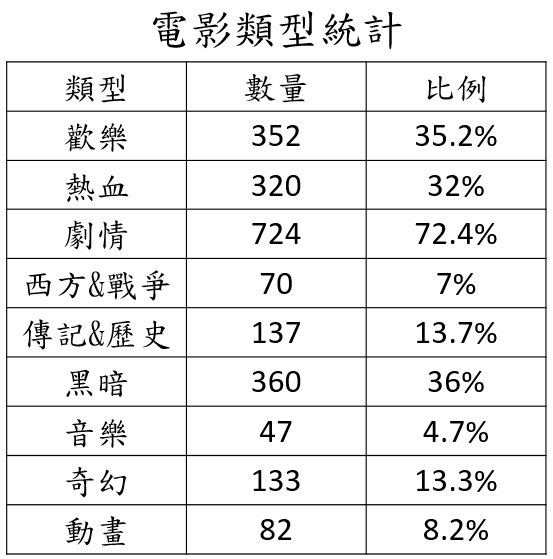 電影類型統計
類型 數量 比例
歡樂 352 35.2%
熱血 320 32%
劇情 724 72.4%
西方&戰爭 70 7%
傳記&歷史 137 13.7%
黑暗 360 36%
音樂 47 4.7%
奇幻 133 13.3%
動畫 82 8.2%